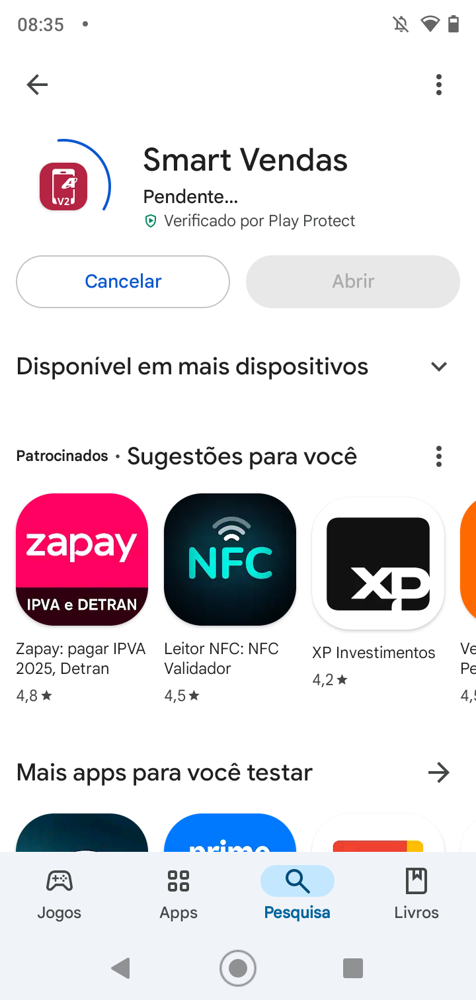 08:35
V2
Smart Vendas
Pendente...
Verificado por Play Protect
Cancelar
Abrir
Disponível em mais dispositivos
Patrocinados • Sugestões para você
zapay
IPVA e DETRAN
NFC
XP
Zapay: pagar IPVA
2025, Detran
4,8 ★
Leitor NFC: NFC
Validador
4,5 ★
XP Investimentos
4,2 ★
Ve
Pe
4,5
Mais apps para você testar
prime
Jogos
Apps
Pesquisa
Livros